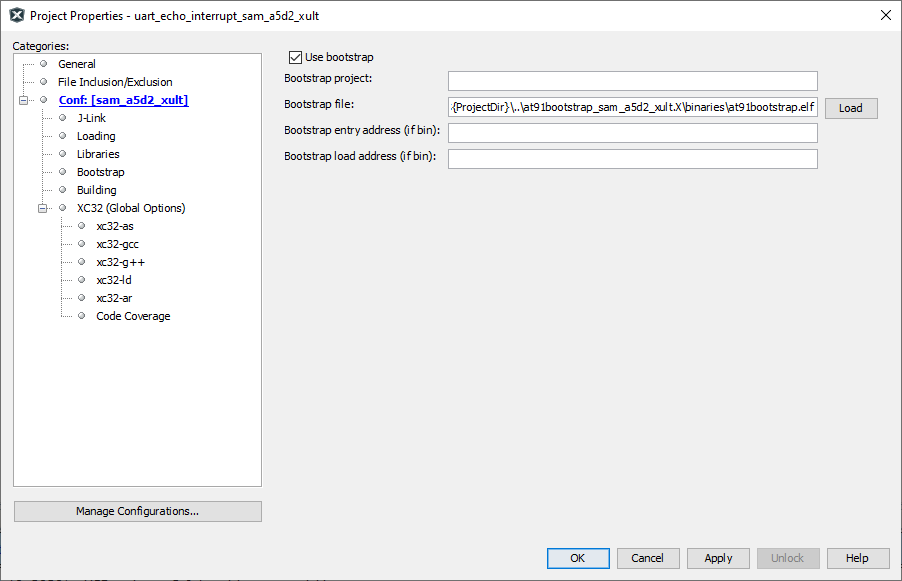 Project Properties - uart_echo_interrupt_sam_a5d2_xult
Categories:
General
File Inclusion/Exclusion
Conf: [sam_a5d2_xult]
J-Link
Loading
Libraries
Bootstrap
Building
XC32 (Global Options)
xc32-as
xc32-gcc
xc32-g++
xc32-ld
xc32-ar
Code Coverage
Manage Configurations...
Use bootstrap
Bootstrap project:
Bootstrap file:
{ProjectDir}\..\at91bootstrap_sam_a5d2_xult.X\binaries\at91bootstrap.elf
Load
Bootstrap entry address (if bin):
Bootstrap load address (if bin):
OK
Cancel
Apply
Unlock
Help